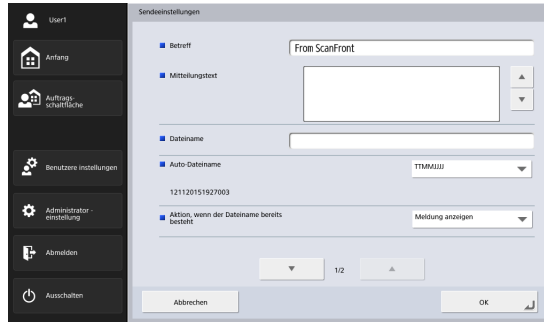 User1
Anfang
Auftrags-
schaltfläche
Benutzere instellungen
Administrator -
einstellung
Abmelden
Ausschalten
Sendeeinstellungen
Betreff
From ScanFront
Mitteilungstext
Dateiname
Auto-Dateiname
TTMMJJJJ
121120151927003
Aktion, wenn der Dateiname bereits
besteht
Meldung anzeigen
1/2
Abbrechen
OK